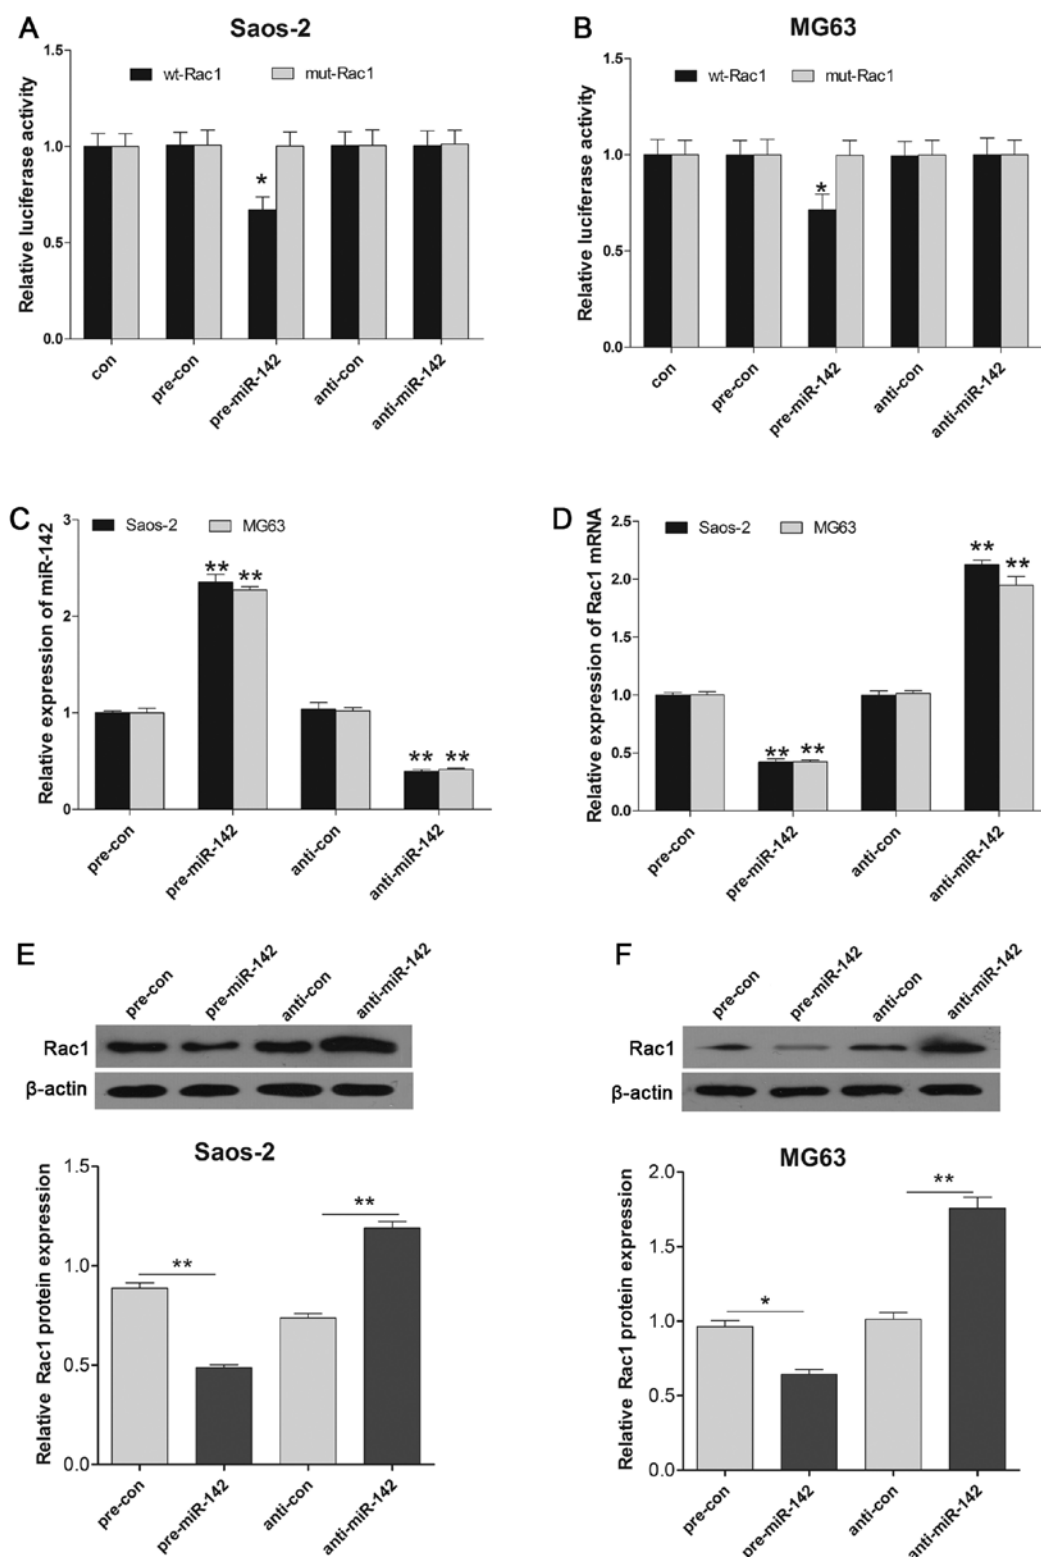 A
Saos-2
Relative luciferase activity
1.5
1.0
0.5
0.0
wt-Rac1
mut-Rac1
*
con
pre-con
pre-miR-142
anti-con
anti-miR-142
B
MG63
Relative luciferase activity
1.5
1.0
0.5
0.0
wt-Rac1
mut-Rac1
*
con
pre-con
pre-miR-142
anti-con
anti-miR-142
C
Relative expression of miR-142
3
2
1
0
Saos-2
MG63
**
**
**
**
pre-con
pre-miR-142
anti-con
anti-miR-142
D
Relative expression of Rac1 mRNA
2.5
2.0
1.5
1.0
0.5
0.0
Saos-2
MG63
**
**
**
**
pre-con
pre-miR-142
anti-con
anti-miR-142
E
pre-con
pre-miR-142
anti-con
anti-miR-142
Rac1
β-actin
Saos-2
Relative Rac1 protein expression
1.5
1.0
0.5
0.0
**
**
pre-con
pre-miR-142
anti-con
anti-miR-142
F
pre-con
pre-miR-142
anti-con
anti-miR-142
Rac1
β-actin
MG63
Relative Rac1 protein expression
2.0
1.5
1.0
0.5
0.0
*
**
pre-con
pre-miR-142
anti-con
anti-miR-142